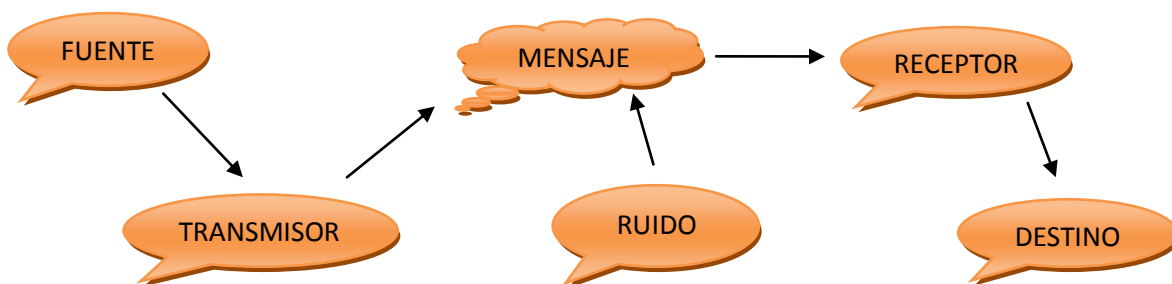 FUENTE
MENSAJE
RECEPTOR
TRANSMISOR
RUIDO
DESTINO